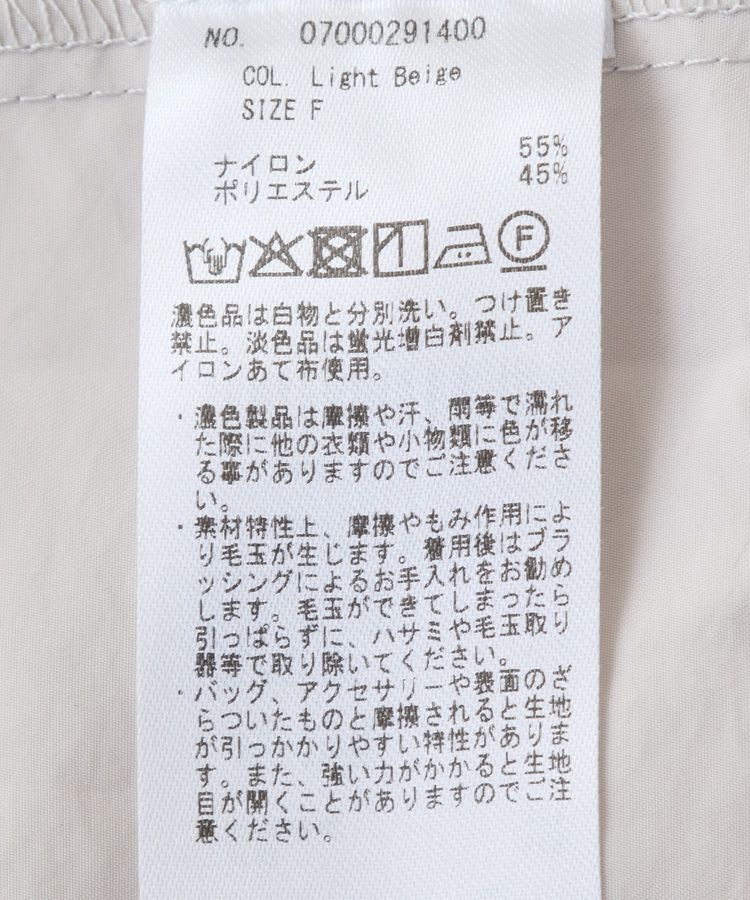 NO. 07000291400
COL. Light Beige
SIZE F
ナイロン 55%
ポリエステル 45%
F
濃色品は白物と分別洗い。つけ置き
禁止。淡色品は蛍光増白剤禁止。ア
イロンあて布使用。
・濃色製品は摩擦や汗、雨等で濡れ
た際に他の衣類や小物類に色が移
る事がありますのでご注意くださ
い。
・素材特性上、摩擦やもみ作用によ
り毛玉が生じます。着用後はブラ
ッシングによるお手入れをお勧め
します。毛玉ができてしまったら
引っぱらずに、ハサミや毛玉取り
器等で取り除いてください。
・バッグ、アクセサリーや表面のざ
らついたものと摩擦されると生地
が引っかかりやすい特性がありま
す。また、強い力がかかると生地
目が開くことがありますのでご注
意ください。